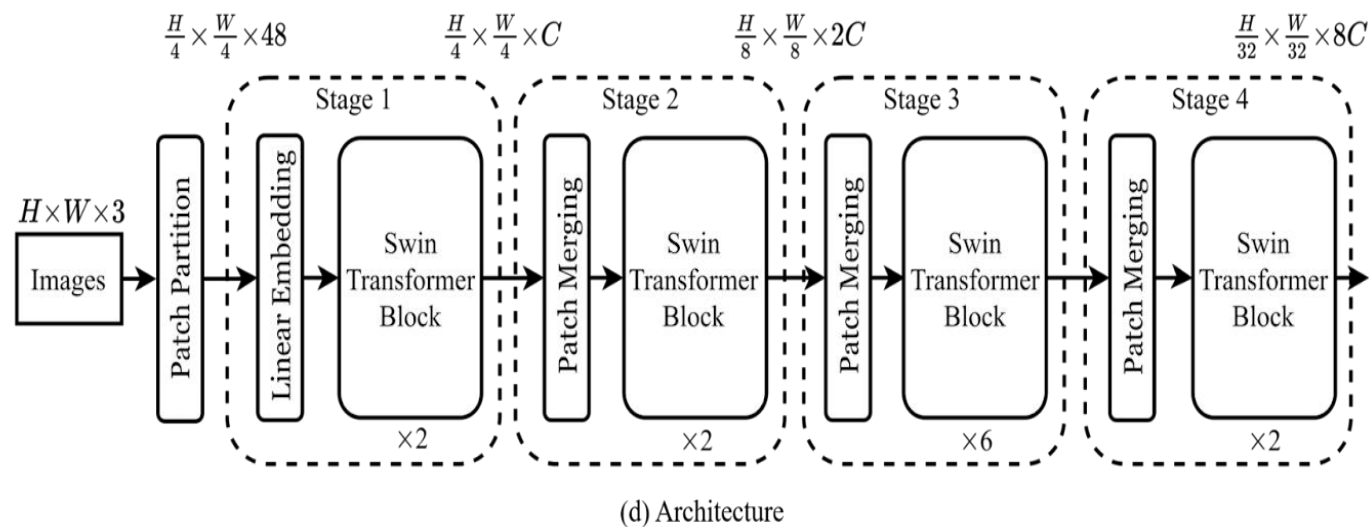 H/4 × W/4 × 48
H/4 × W/4 × C
H/8 × W/8 × 2C
H/32 × W/32 × 8C
Stage 1
Stage 2
Stage 3
Stage 4
H×W×3
Images
Patch Partition
Linear Embedding
Swin
Transformer
Block
×2
Patch Merging
Swin
Transformer
Block
×2
Patch Merging
Swin
Transformer
Block
×6
Patch Merging
Swin
Transformer
Block
×2
(d) Architecture